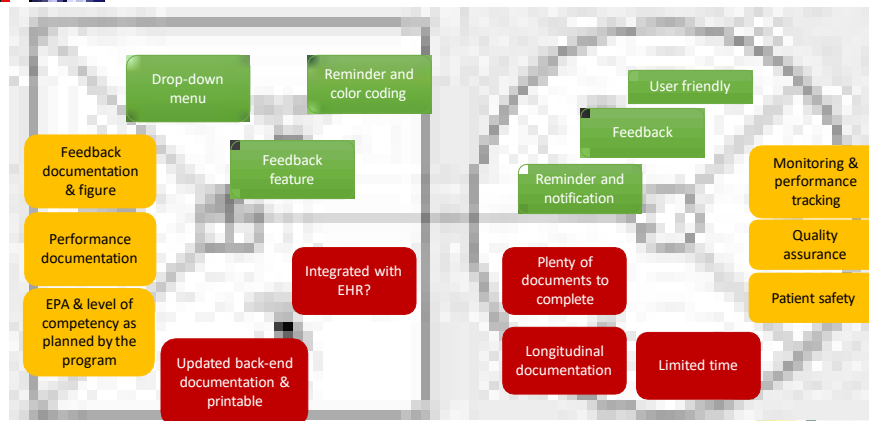 Drop-down
menu
Reminder and
color coding
Feedback
feature
Feedback
documentation
& figure
Performance
documentation
EPA & level of
competency as
planned by the
program
Integrated with
EHR?
Updated back-end
documentation &
printable
User friendly
Feedback
Reminder and
notification
Monitoring &
performance
tracking
Quality
assurance
Patient safety
Plenty of
documents to
complete
Longitudinal
documentation
Limited time